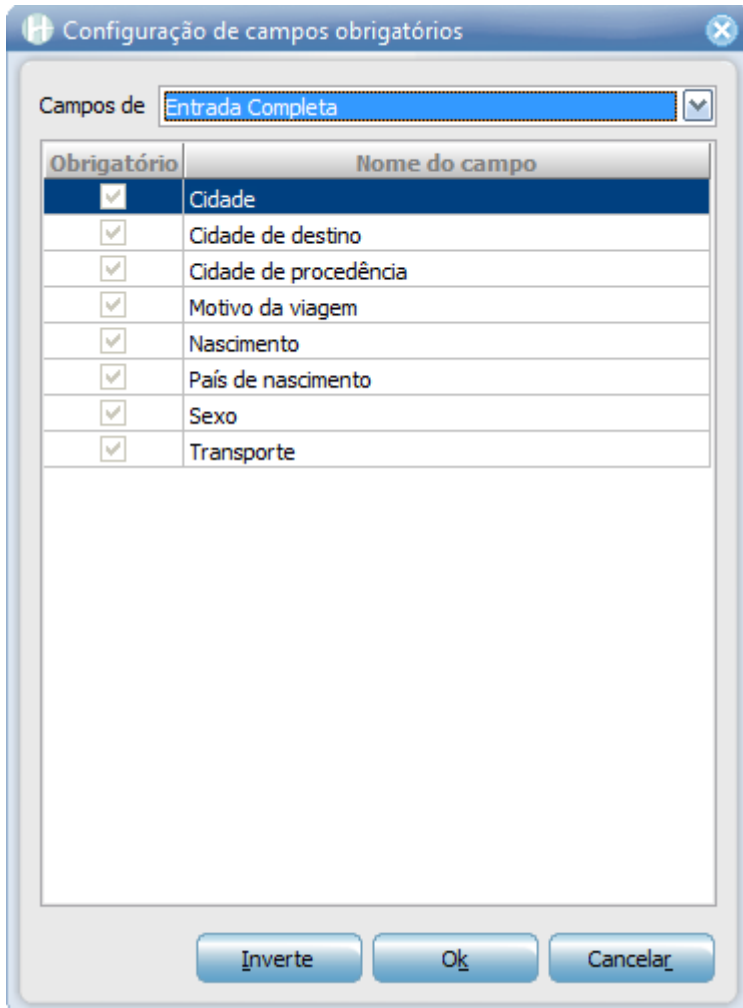 Configuração de campos obrigatórios
Campos de Entrada Completa
Obrigatório Nome do campo
Cidade
Cidade de destino
Cidade de procedência
Motivo da viagem
Nascimento
País de nascimento
Sexo
Transporte
Inverte Ok Cancelar